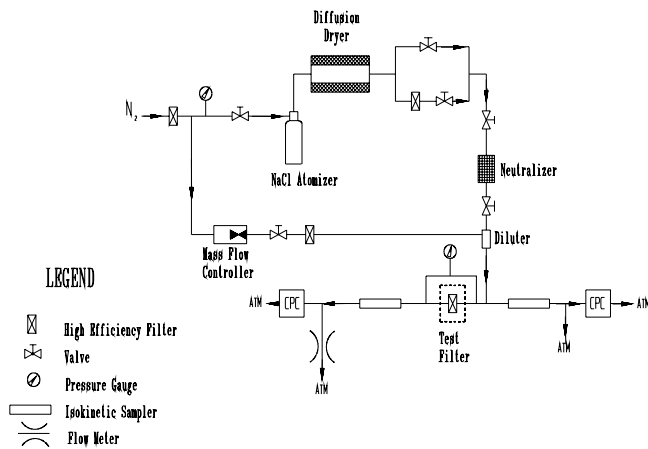 Diffusion
Dryer
N2
NaCl Atomizer
Neutralizer
Diluter
Mass Flow
Controller
LEGEND
ATM
CPC
CPC
ATM
Test
Filter
ATM
ATM
High Efficiency Filter
Valve
Pressure Gauge
Isokinetic Sampler
Flow Meter